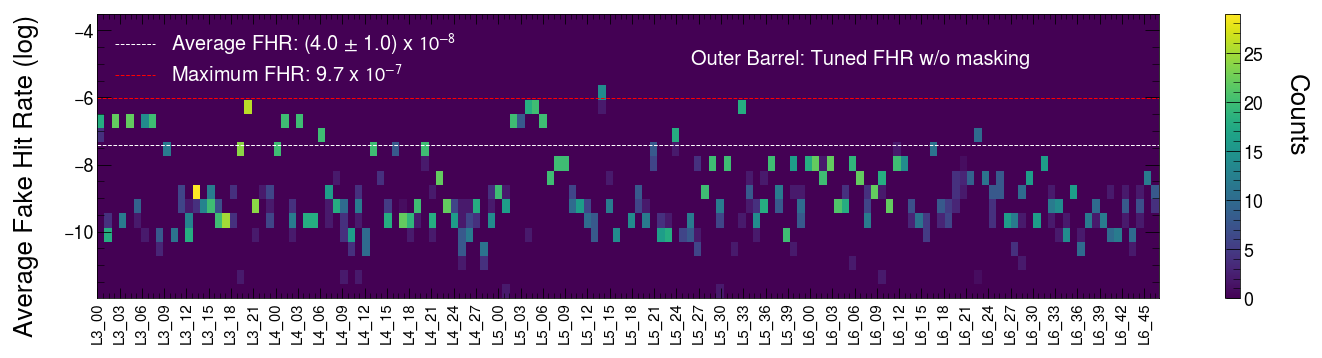 Average Fake Hit Rate (log)
−4
−6
−8
−10
Average FHR: (4.0 ± 1.0) x 10⁻⁸
Maximum FHR: 9.7 x 10⁻⁷
Outer Barrel: Tuned FHR w/o masking
L3_00
L3_03
L3_06
L3_09
L3_12
L3_15
L3_18
L3_21
L4_00
L4_03
L4_06
L4_09
L4_12
L4_15
L4_18
L4_21
L4_24
L4_27
L5_00
L5_03
L5_06
L5_09
L5_12
L5_15
L5_18
L5_21
L5_24
L5_27
L5_30
L5_33
L5_36
L5_39
L6_00
L6_03
L6_06
L6_09
L6_12
L6_15
L6_18
L6_21
L6_24
L6_27
L6_30
L6_33
L6_36
L6_39
L6_42
L6_45
25
20
15
10
5
0
Counts